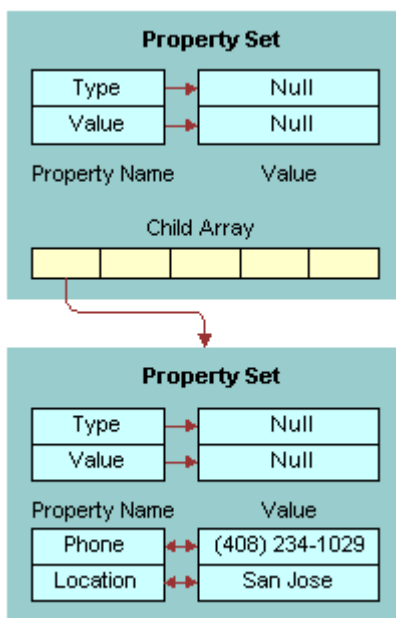 Property Set
Type Null
Value Null
Property Name Value
Child Array
Property Set
Type Null
Value Null
Property Name Value
Phone (408) 234-1029
Location San Jose